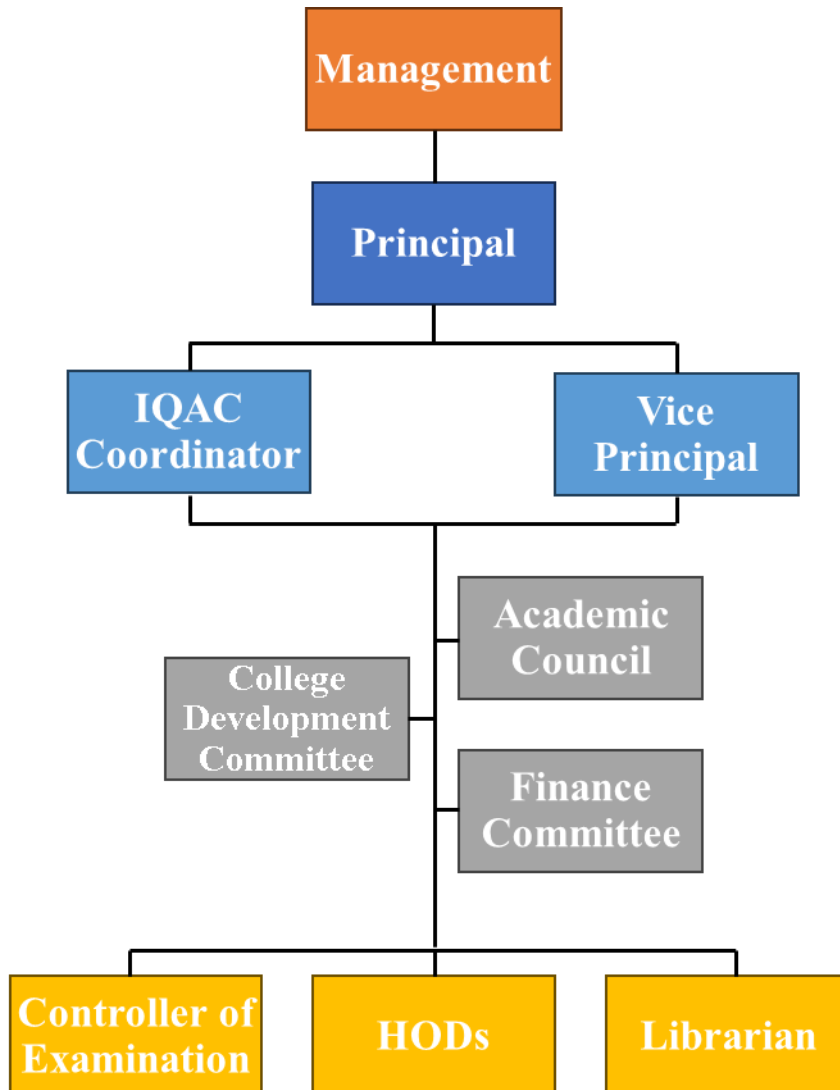 Management
Principal
IQAC
Coordinator
Vice
Principal
Academic
Council
College
Development
Committee
Finance
Committee
Controller of
Examination
HODs
Librarian